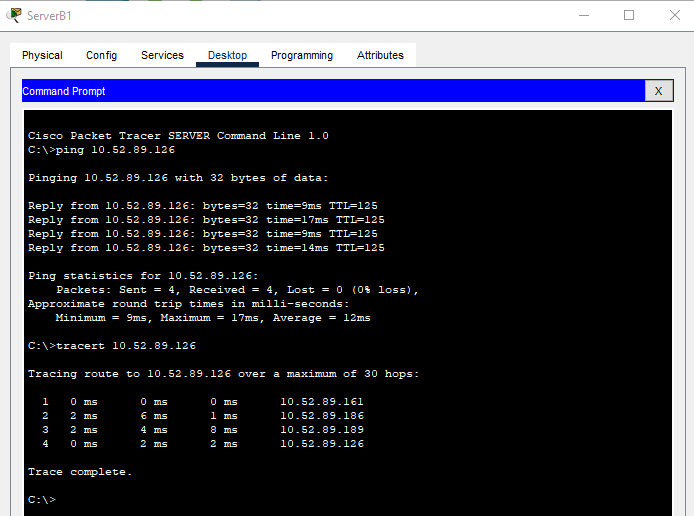 ServerB1
Physical Config Services Desktop Programming Attributes
Command Prompt X
Cisco Packet Tracer SERVER Command Line 1.0
C:\>ping 10.52.89.126
Pinging 10.52.89.126 with 32 bytes of data:
Reply from 10.52.89.126: bytes=32 time=9ms TTL=125
Reply from 10.52.89.126: bytes=32 time=17ms TTL=125
Reply from 10.52.89.126: bytes=32 time=9ms TTL=125
Reply from 10.52.89.126: bytes=32 time=14ms TTL=125
Ping statistics for 10.52.89.126:
Packets: Sent = 4, Received = 4, Lost = 0 (0% loss),
Approximate round trip times in milli-seconds:
Minimum = 9ms, Maximum = 17ms, Average = 12ms
C:\>tracert 10.52.89.126
Tracing route to 10.52.89.126 over a maximum of 30 hops:
1 0 ms 0 ms 0 ms 10.52.89.161
2 2 ms 6 ms 1 ms 10.52.89.186
3 2 ms 4 ms 8 ms 10.52.89.189
4 0 ms 2 ms 2 ms 10.52.89.126
Trace complete.
C:\>